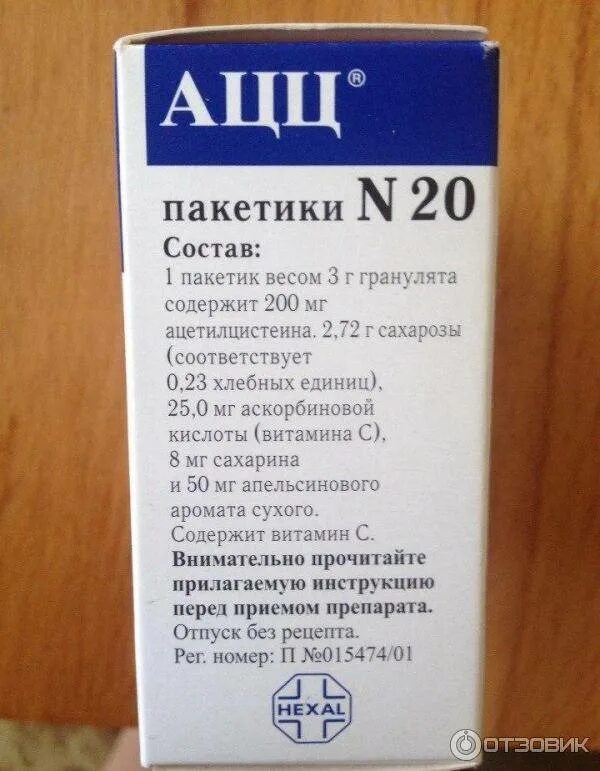 АЦЦ®
пакетики N 20
Состав:
1 пакетик весом 3 г гранулята
содержит 200 мг
ацетилцистеина. 2,72 г сахарозы
(соответствует
0,23 хлебных единиц),
25,0 мг аскорбиновой
кислоты (витамина С),
8 мг сахарина
и 50 мг апельсинового
аромата сухого.
Содержит витамин С.
Внимательно прочитайте
прилагаемую инструкцию
перед приемом препарата.
Отпуск без рецепта.
Рег. номер: П №015474/01
HEXAL
ОТЗОВИК